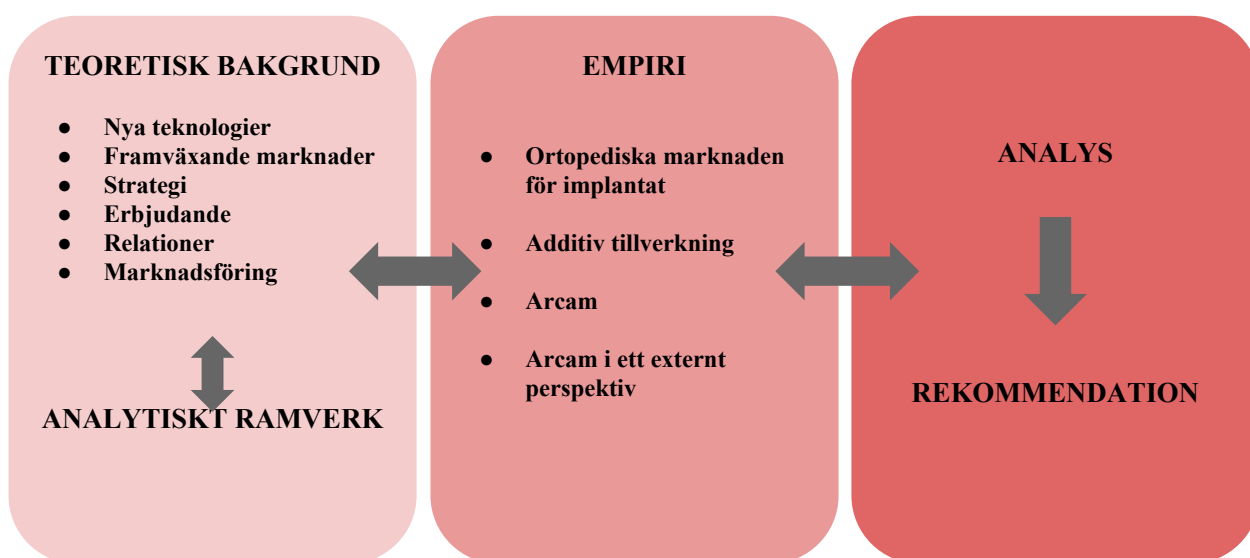 TEORETISK BAKGRUND
● Nya teknologier
● Framväxande marknader
● Strategi
● Erbjudande
● Relationer
● Marknadsföring
ANALYTISKT RAMVERK
EMPIRI
● Ortopediska marknaden
för implantat
● Additiv tillverkning
● Arcam
● Arcam i ett externt
perspektiv
ANALYS
REKOMMENDATION